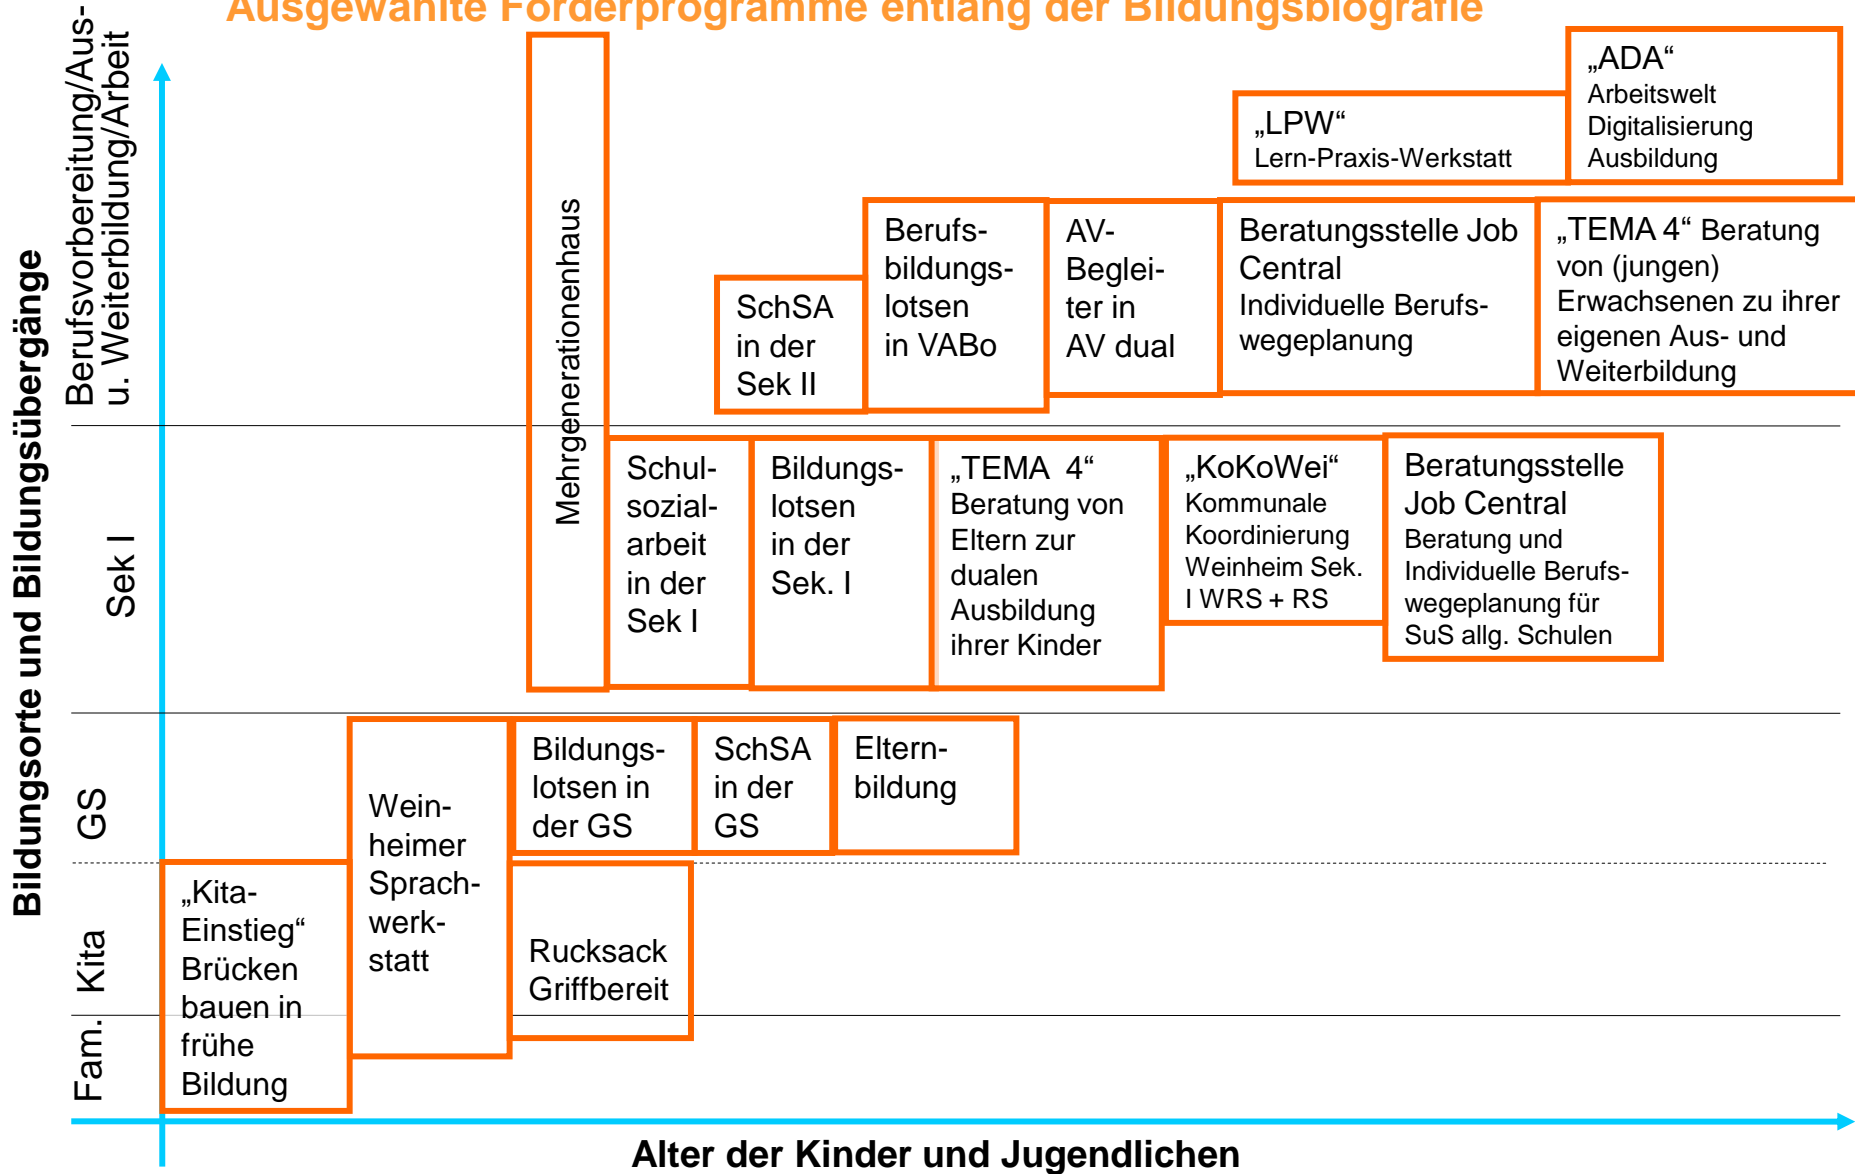 Ausgewählte Förderprogramme entlang der Bildungsbiografie
Bildungsorte und Bildungsübergänge
Berufsvorbereitung/Aus-
u. Weiterbildung/Arbeit
Sek I
GS
Kita
Fam.
Mehrgenerationenhaus
„LPW“
Lern-Praxis-Werkstatt
„ADA“
Arbeitswelt
Digitalisierung
Ausbildung
SchSA
in der
Sek II
Berufs-
bildungs-
lotsen
in VABo
AV-
Beglei-
ter in
AV dual
Beratungsstelle Job
Central
Individuelle Berufs-
wegeplanung
„TEMA 4“ Beratung
von (jungen)
Erwachsenen zu ihrer
eigenen Aus- und
Weiterbildung
Schul-
sozial-
arbeit
in der
Sek I
Bildungs-
lotsen
in der
Sek. I
„TEMA 4“
Beratung von
Eltern zur
dualen
Ausbildung
ihrer Kinder
„KoKoWei“
Kommunale
Koordinierung
Weinheim Sek.
I WRS + RS
Beratungsstelle
Job Central
Beratung und
Individuelle Berufs-
wegeplanung für
SuS allg. Schulen
Wein-
heimer
Sprach-
werk-
statt
Bildungs-
lotsen in
der GS
SchSA
in der
GS
Eltern-
bildung
„Kita-
Einstieg“
Brücken
bauen in
frühe
Bildung
Rucksack
Griffbereit
Alter der Kinder und Jugendlichen